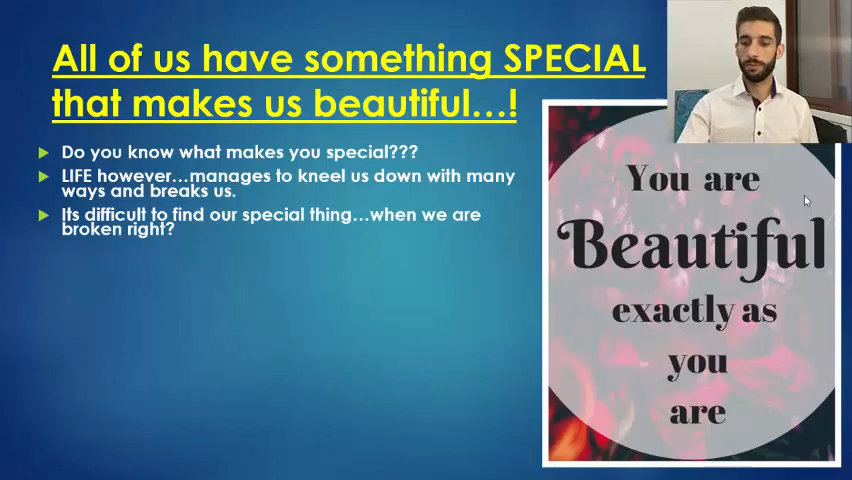 All of us have something SPECIAL
that makes us beautiful...!
Do you know what makes you special???
LIFE however...manages to kneel us down with many
ways and breaks us.
Its difficult to find our special thing...when we are
broken right?
You are
Beautiful
exactly as
you
are